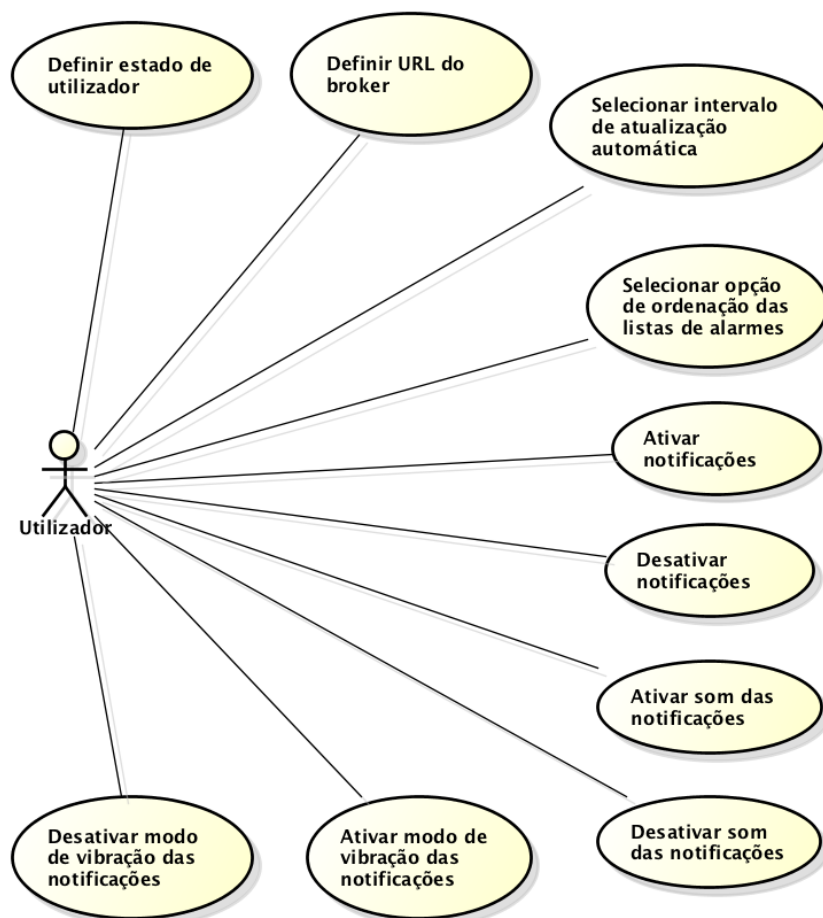 Definir estado de
utilizador
Definir URL do
broker
Selecionar intervalo
de atualização
automática
Selecionar opção
de ordenação das
listas de alarmes
Ativar
notificações
Utilizador
Desativar
notificações
Ativar som das
notificações
Desativar modo
de vibração das
notificações
Ativar modo de
vibração das
notificações
Desativar som
das notificações